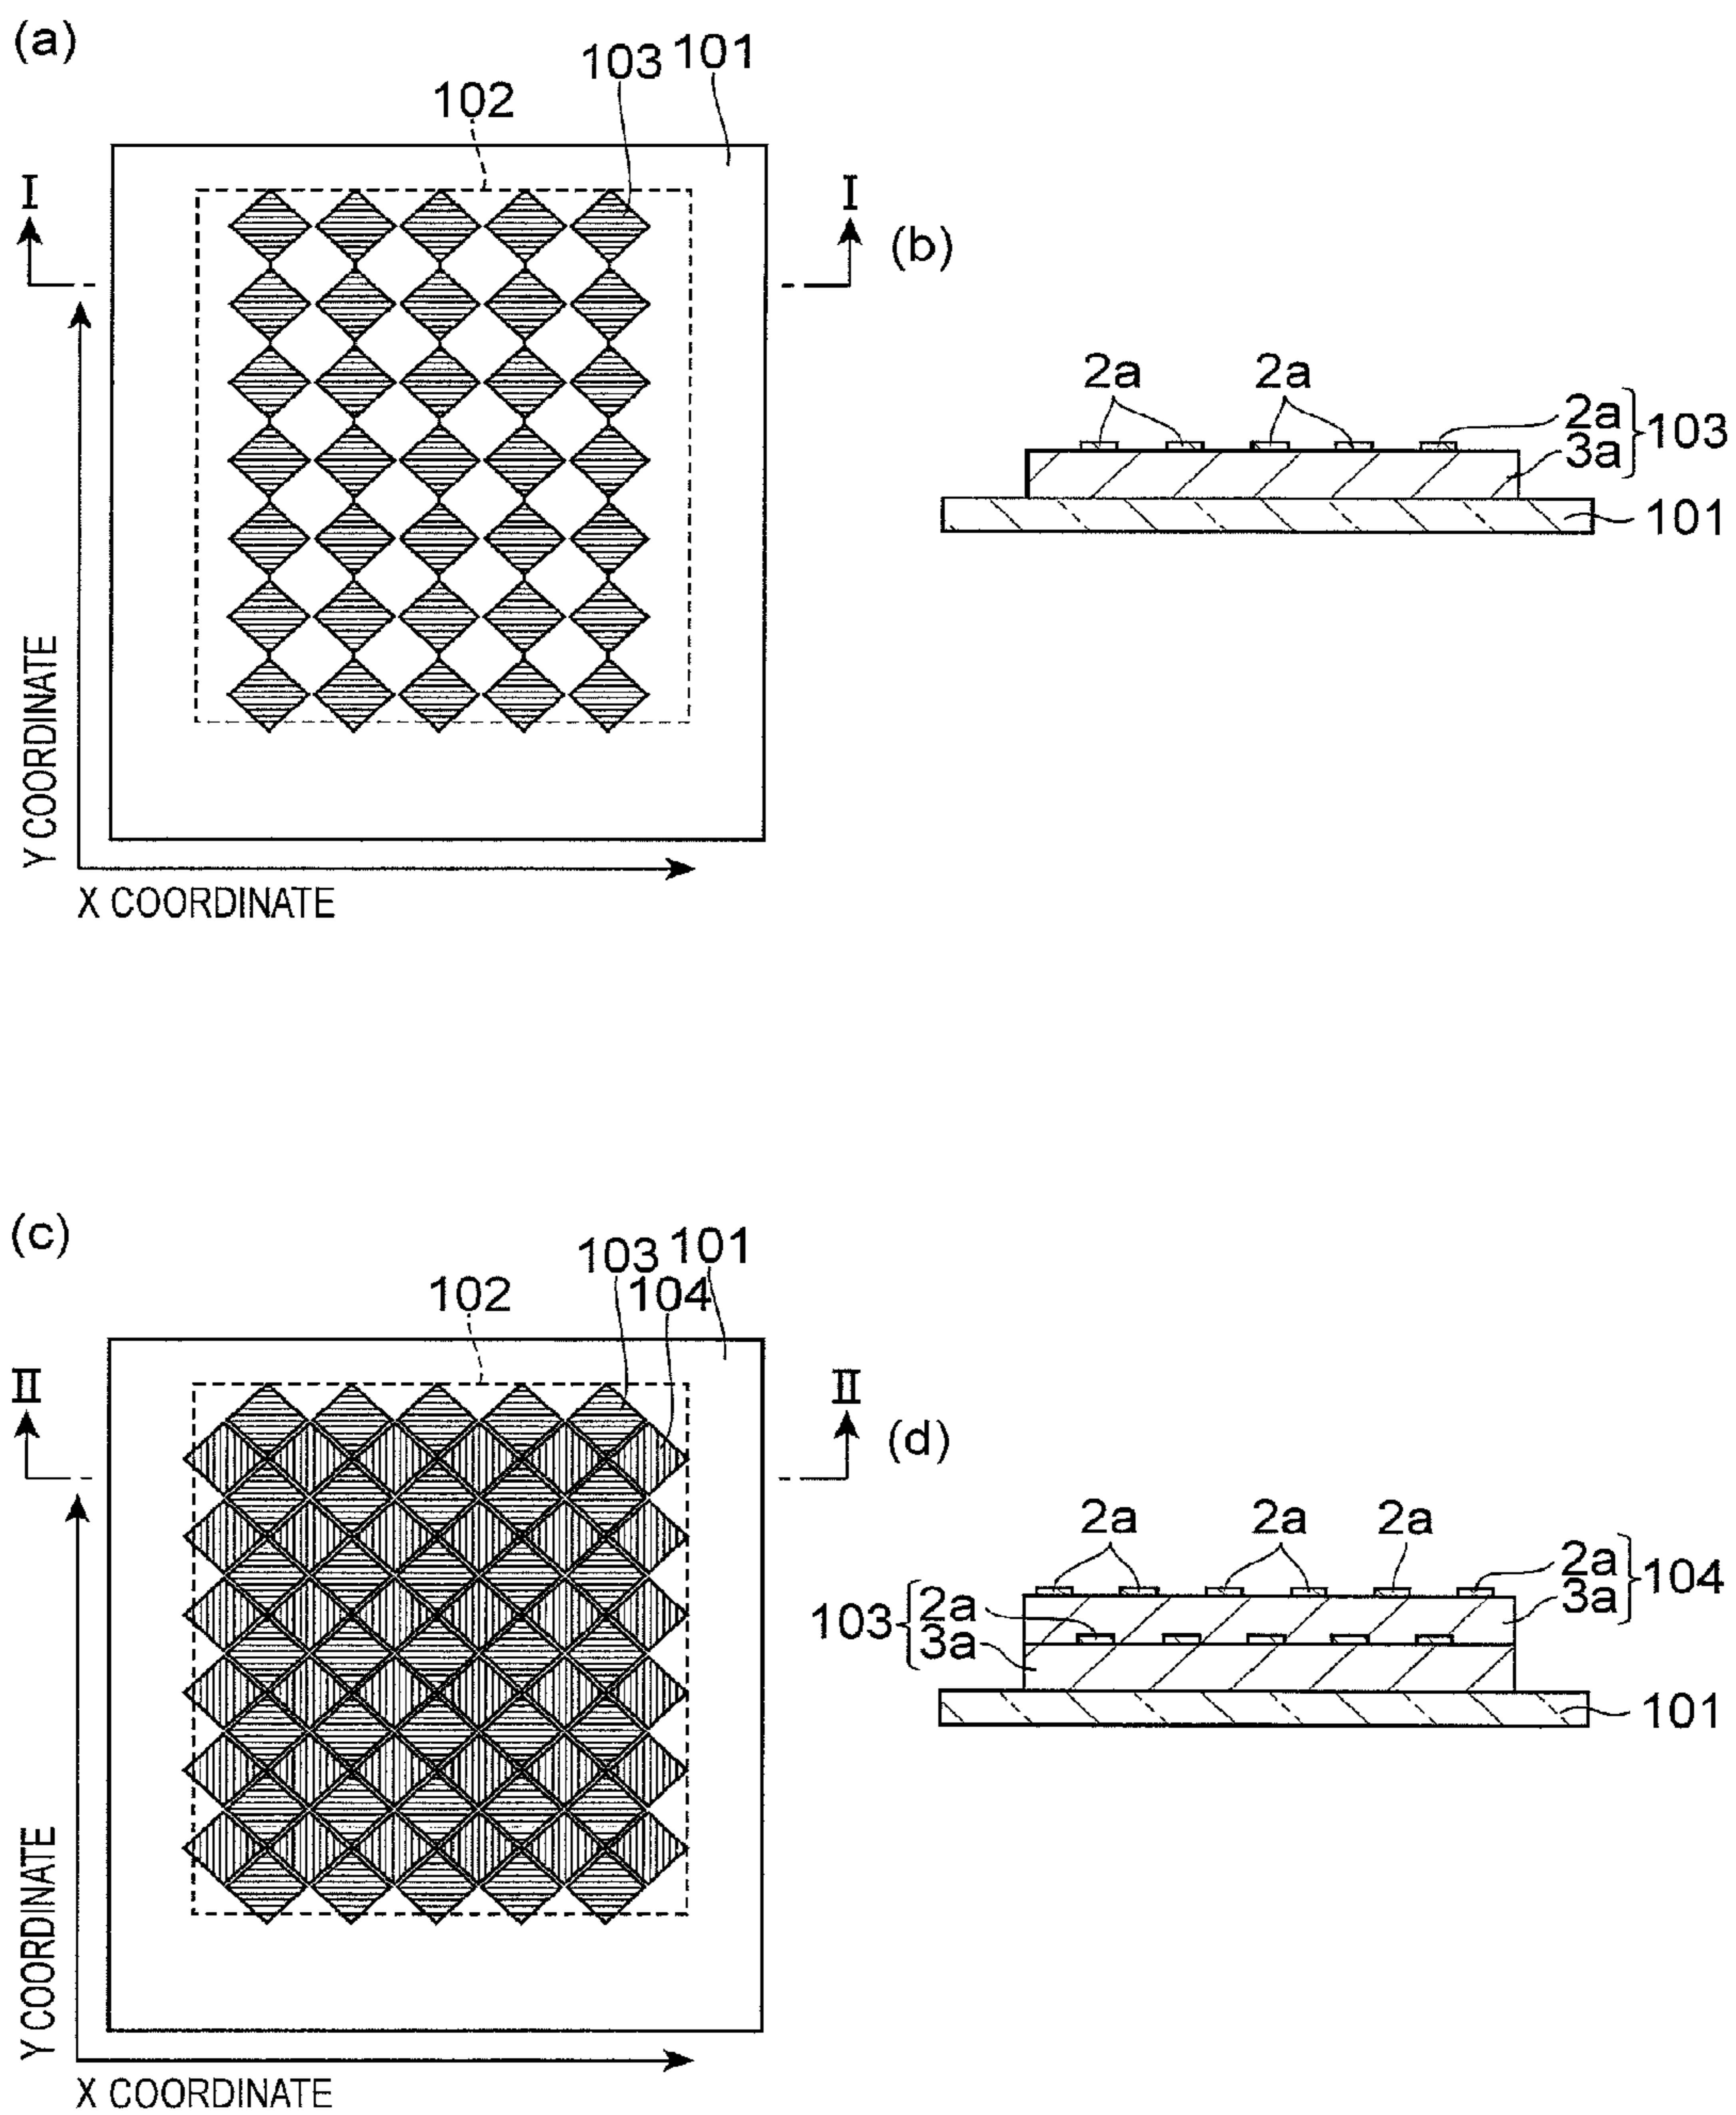 (a)
103 101
102
I I
(b)
2a 2a 2a
3a 103
101
Y COORDINATE
X COORDINATE
(c)
103 101
102 104
II II
(d)
2a 2a 2a 2a
3a 104
103 2a
3a
101
Y COORDINATE
X COORDINATE